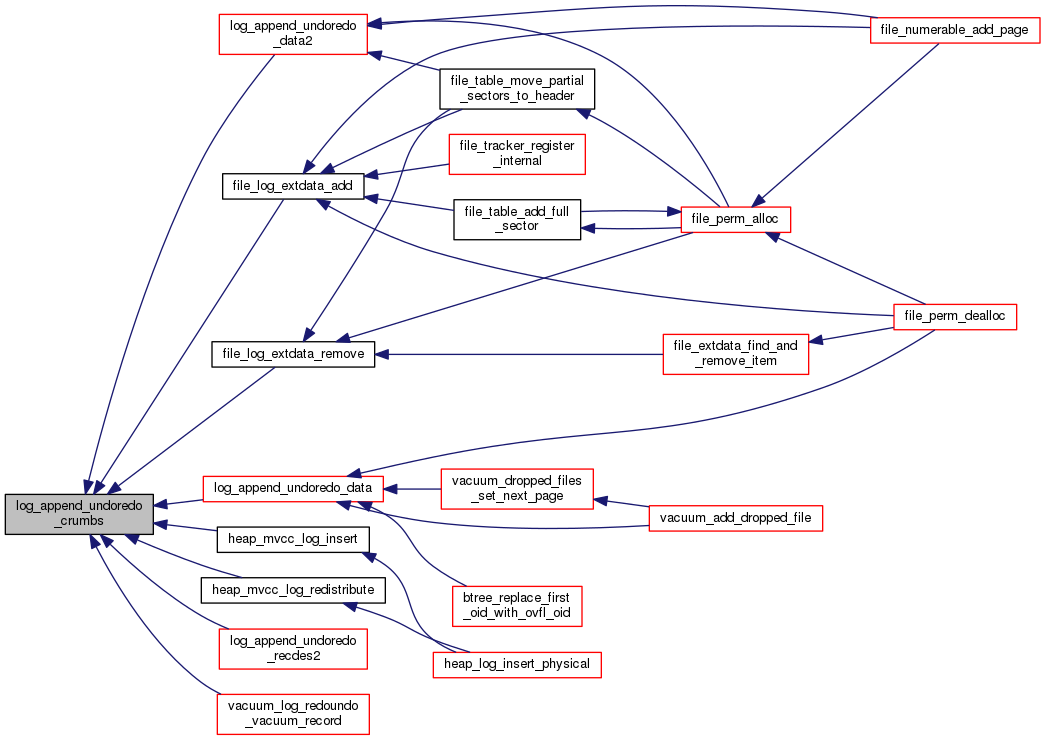 log_append_undoredo
_data2
file_numerable_add_page
file_table_move_partial
_sectors_to_header
file_tracker_register
_internal
file_log_extdata_add
file_table_add_full
_sector
file_perm_alloc
file_perm_dealloc
file_log_extdata_remove
file_extdata_find_and
_remove_item
log_append_undoredo
_crumbs
log_append_undoredo_data
vacuum_dropped_files
_set_next_page
vacuum_add_dropped_file
heap_mvcc_log_insert
heap_mvcc_log_redistribute
btree_replace_first
_oid_with_ovfl_oid
log_append_undoredo
_recdes2
heap_log_insert_physical
vacuum_log_redoundo
_vacuum_record